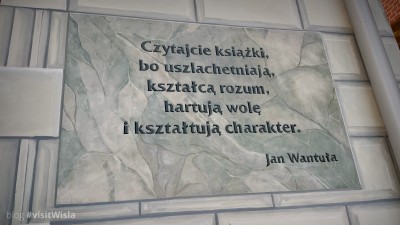 Czytajcie książki,
bo uszlachetniają,
kształcą rozum,
hartują wolę
i kształtują charakter.
Jan Wantuła
blog #visitWisla